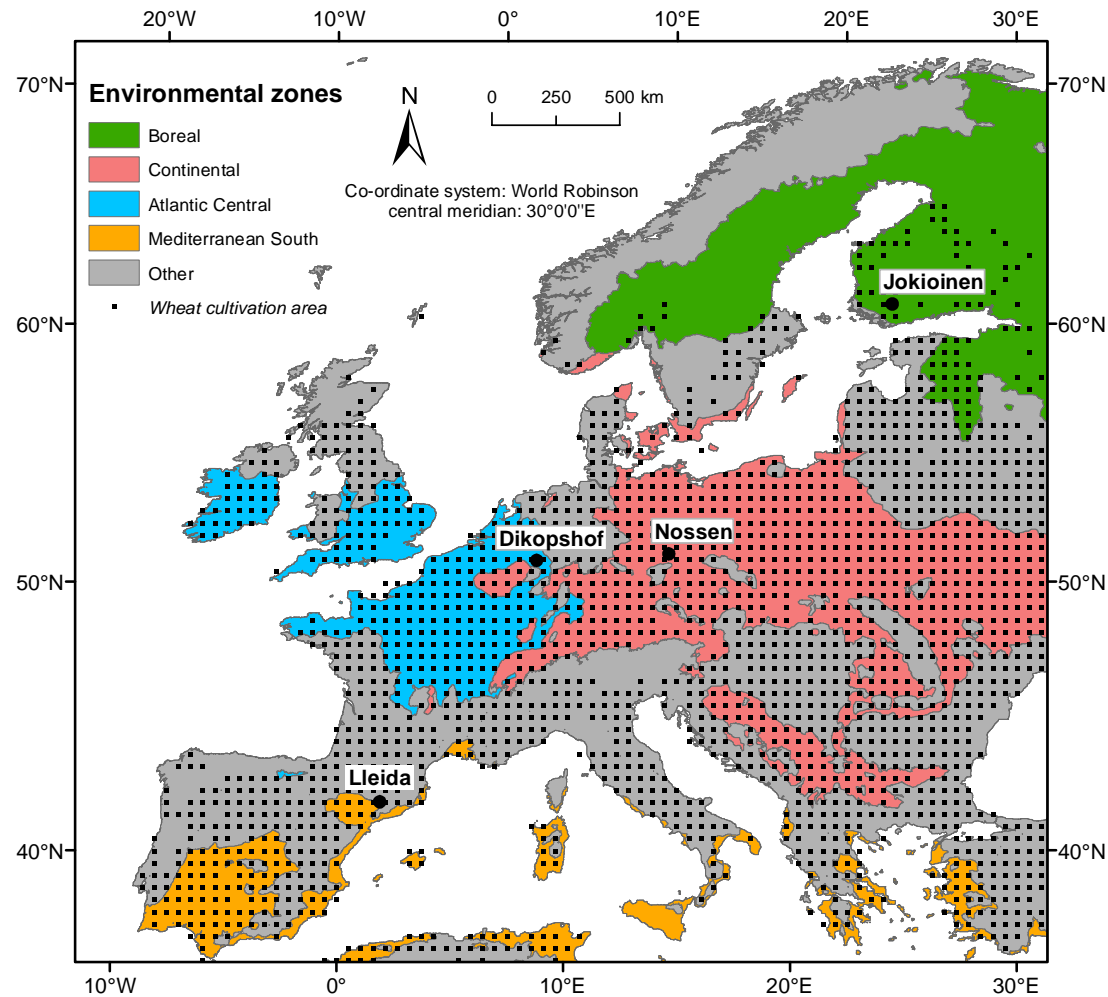 20°W 10°W 0° 10°E 20°E 30°E
70°N 70°N
Environmental zones
Boreal
Continental
Atlantic Central
Mediterranean South
Other
Wheat cultivation area
N
0 250 500 km
Co-ordinate system: World Robinson
central meridian: 30°0'0"E
Jokioinen
60°N 60°N
Dikopshof
Nossen
50°N 50°N
Lleida
40°N 40°N
10°W 0° 10°E 20°E 30°E